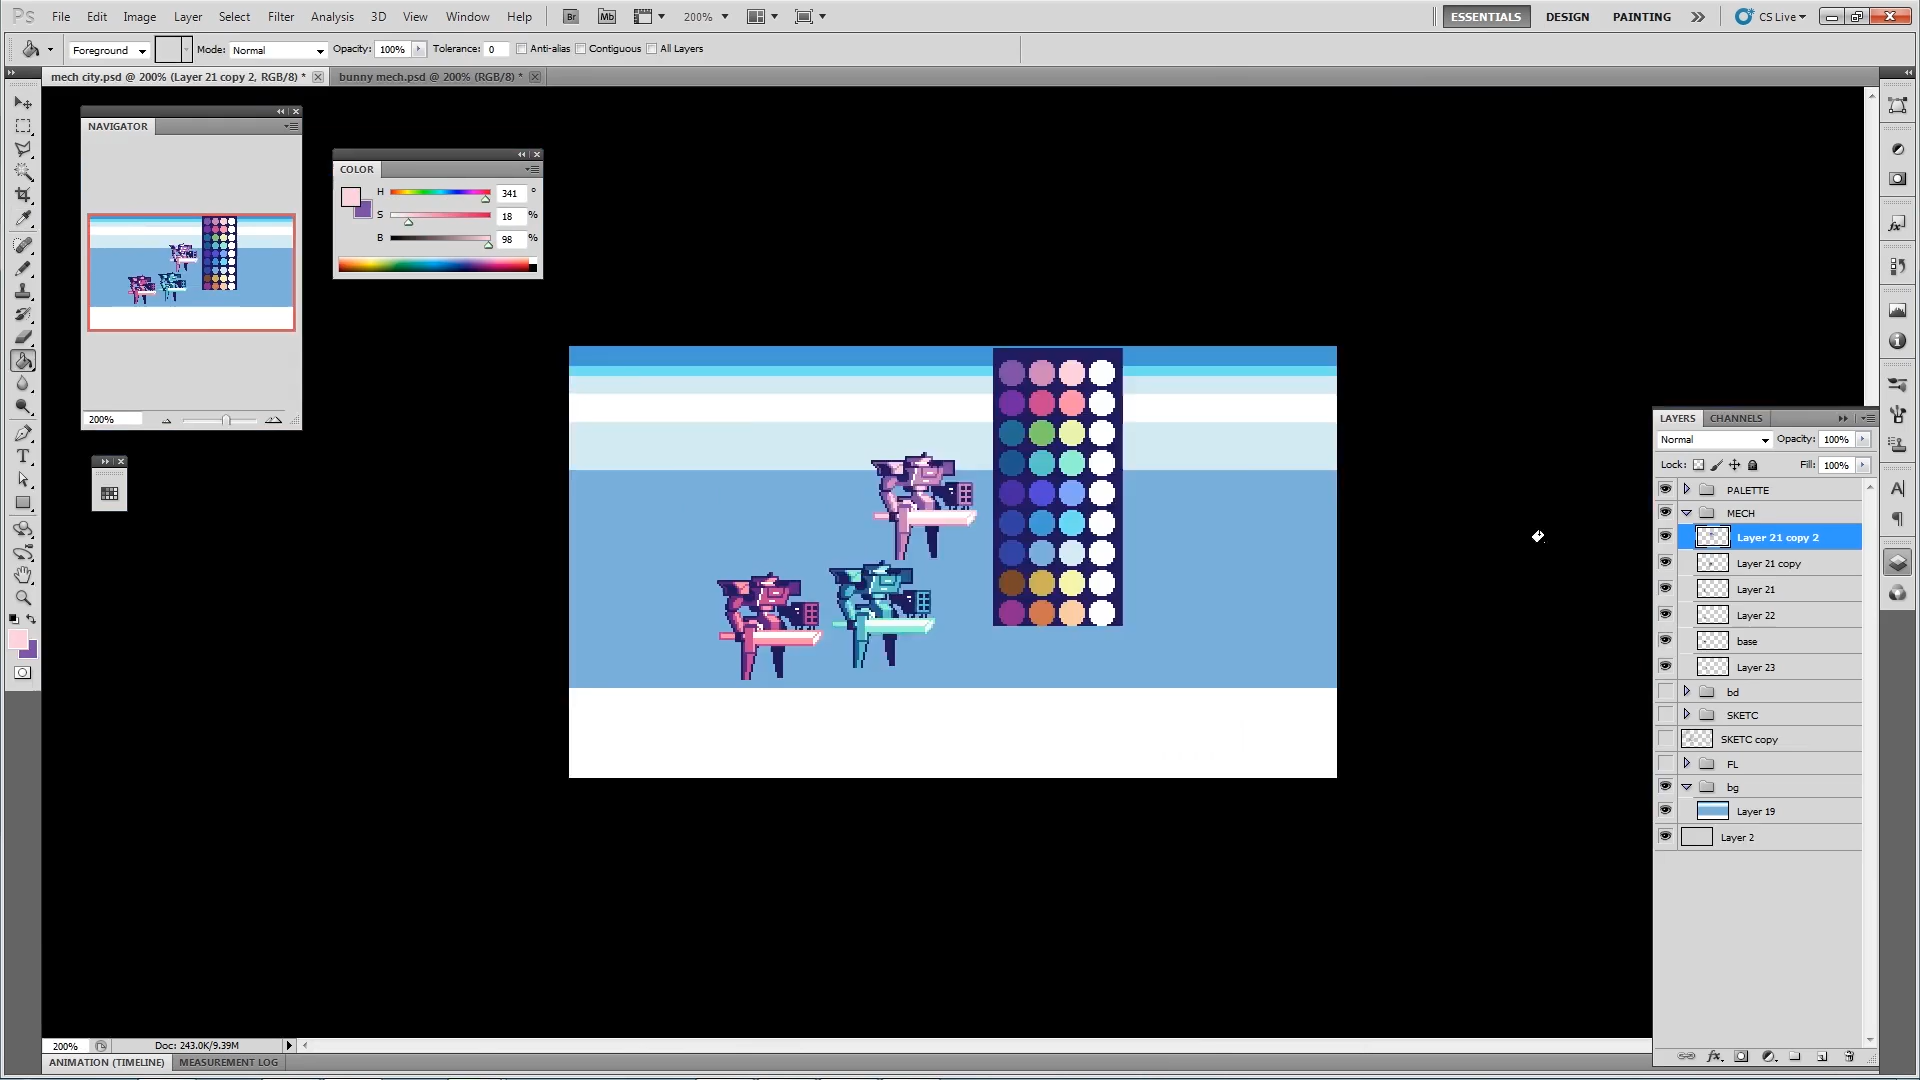 Ps File Edit Image Layer Select Filter Analysis 3D View Window Help Br Mb 200% ESSENTIALS DESIGN PAINTING CS Live
Foreground Mode: Normal Opacity: 100% Tolerance: 0 Anti-alias Contiguous All Layers
mech city.psd @ 200% (Layer 21 copy 2, RGB/8) * bunny mech.psd @ 200% (RGB/8) *
NAVIGATOR
200%
COLOR
H 341 °
S 18 %
B 98 %
LAYERS CHANNELS
Normal Opacity: 100%
Lock: Fill: 100%
PALETTE
MECH
Layer 21 copy 2
Layer 21 copy
Layer 21
Layer 22
base
Layer 23
bd
SKETC
SKETC copy
FL
bg
Layer 19
Layer 2
200% Doc: 243.0K/9.39M
ANIMATION (TIMELINE) MEASUREMENT LOG